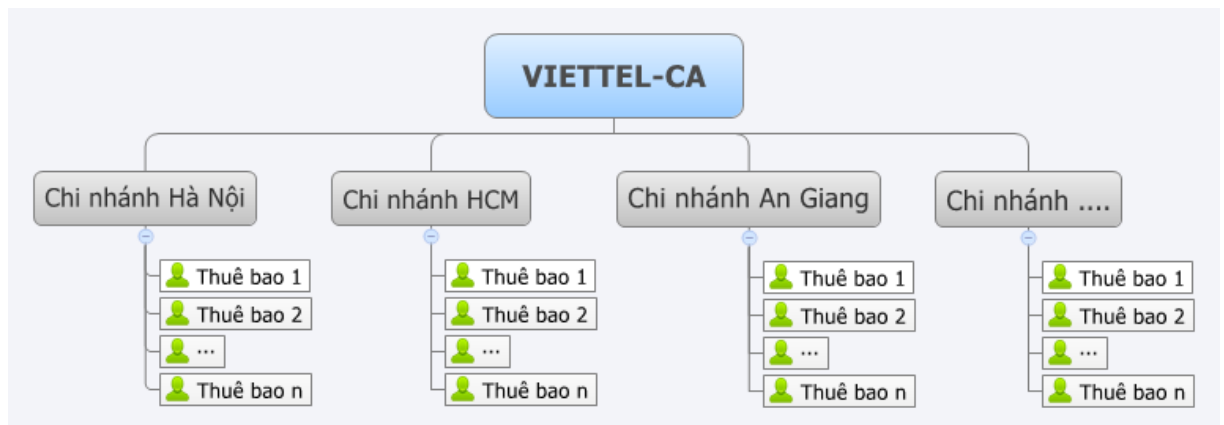 VIETTEL-CA
Chi nhánh Hà Nội
Chi nhánh HCM
Chi nhánh An Giang
Chi nhánh ....
Thuê bao 1
Thuê bao 2
...
Thuê bao n
Thuê bao 1
Thuê bao 2
...
Thuê bao n
Thuê bao 1
Thuê bao 2
...
Thuê bao n
Thuê bao 1
Thuê bao 2
...
Thuê bao n